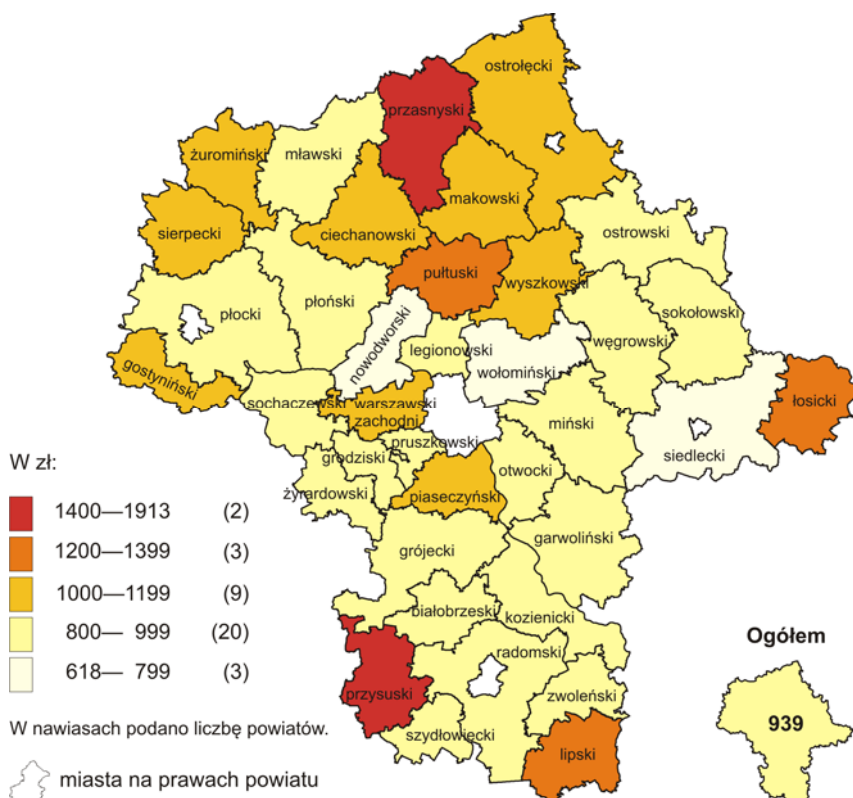 ostrołęcki
przasnyski
żuromiński
mławski
makowski
sierpecki
ciechanowski
ostrowski
pułtuski
wyszkowski
sokołowski
płocki
płoński
węgrowski
nowodworski
legionowski
wołomiński
gostyniński
łosicki
sochaczewski
warszawski
zachodni
miński
pruszkowski
siedlecki
grodziski
otwocki
żyrardowski
piaseczyński
garwoliński
grójecki
białobrzeski
kozienicki
radomski
przysuski
zwoleński
szydłowiecki
lipski
W zł:
1400—1913 (2)
1200—1399 (3)
1000—1199 (9)
800— 999 (20)
618— 799 (3)
W nawiasach podano liczbę powiatów.
miasta na prawach powiatu
Ogółem
939